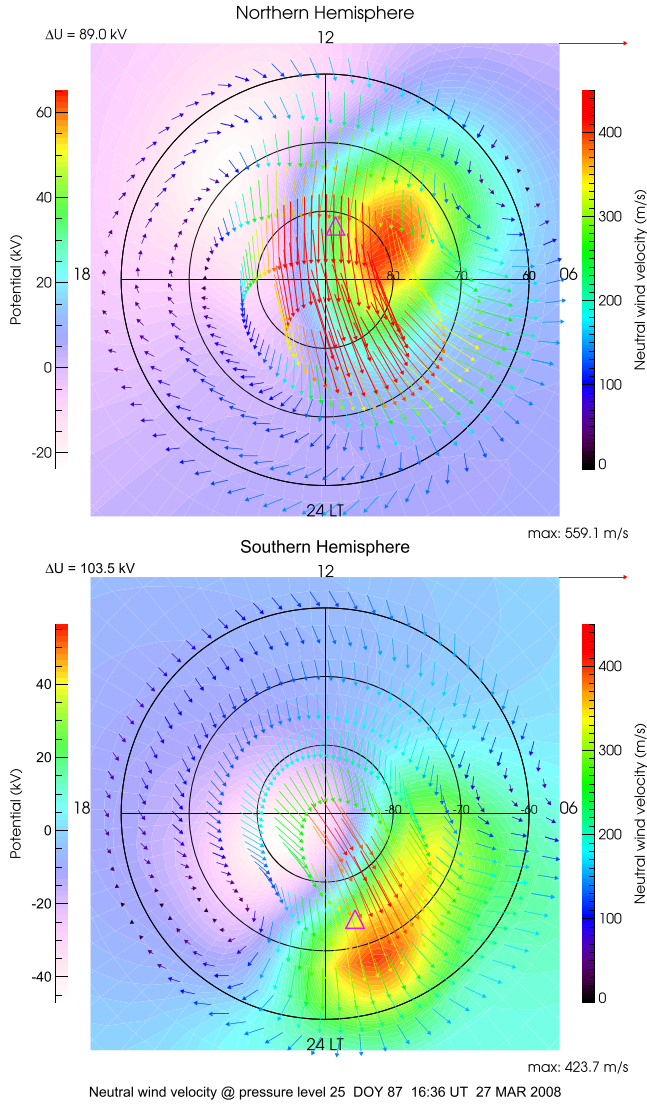 Northern Hemisphere
ΔU = 89.0 kV
12
60
40
20
0
-20
Potential (kV)
18
81
70
60
06
400
300
200
100
0
Neutral wind velocity (m/s)
24 LT
max: 559.1 m/s
Southern Hemisphere
ΔU = 103.5 kV
12
40
20
0
-20
-40
Potential (kV)
18
-80
-70
-60
06
400
300
200
100
0
Neutral wind velocity (m/s)
24 LT
max: 423.7 m/s
Neutral wind velocity @ pressure level 25 DOY 87 16:36 UT 27 MAR 2008